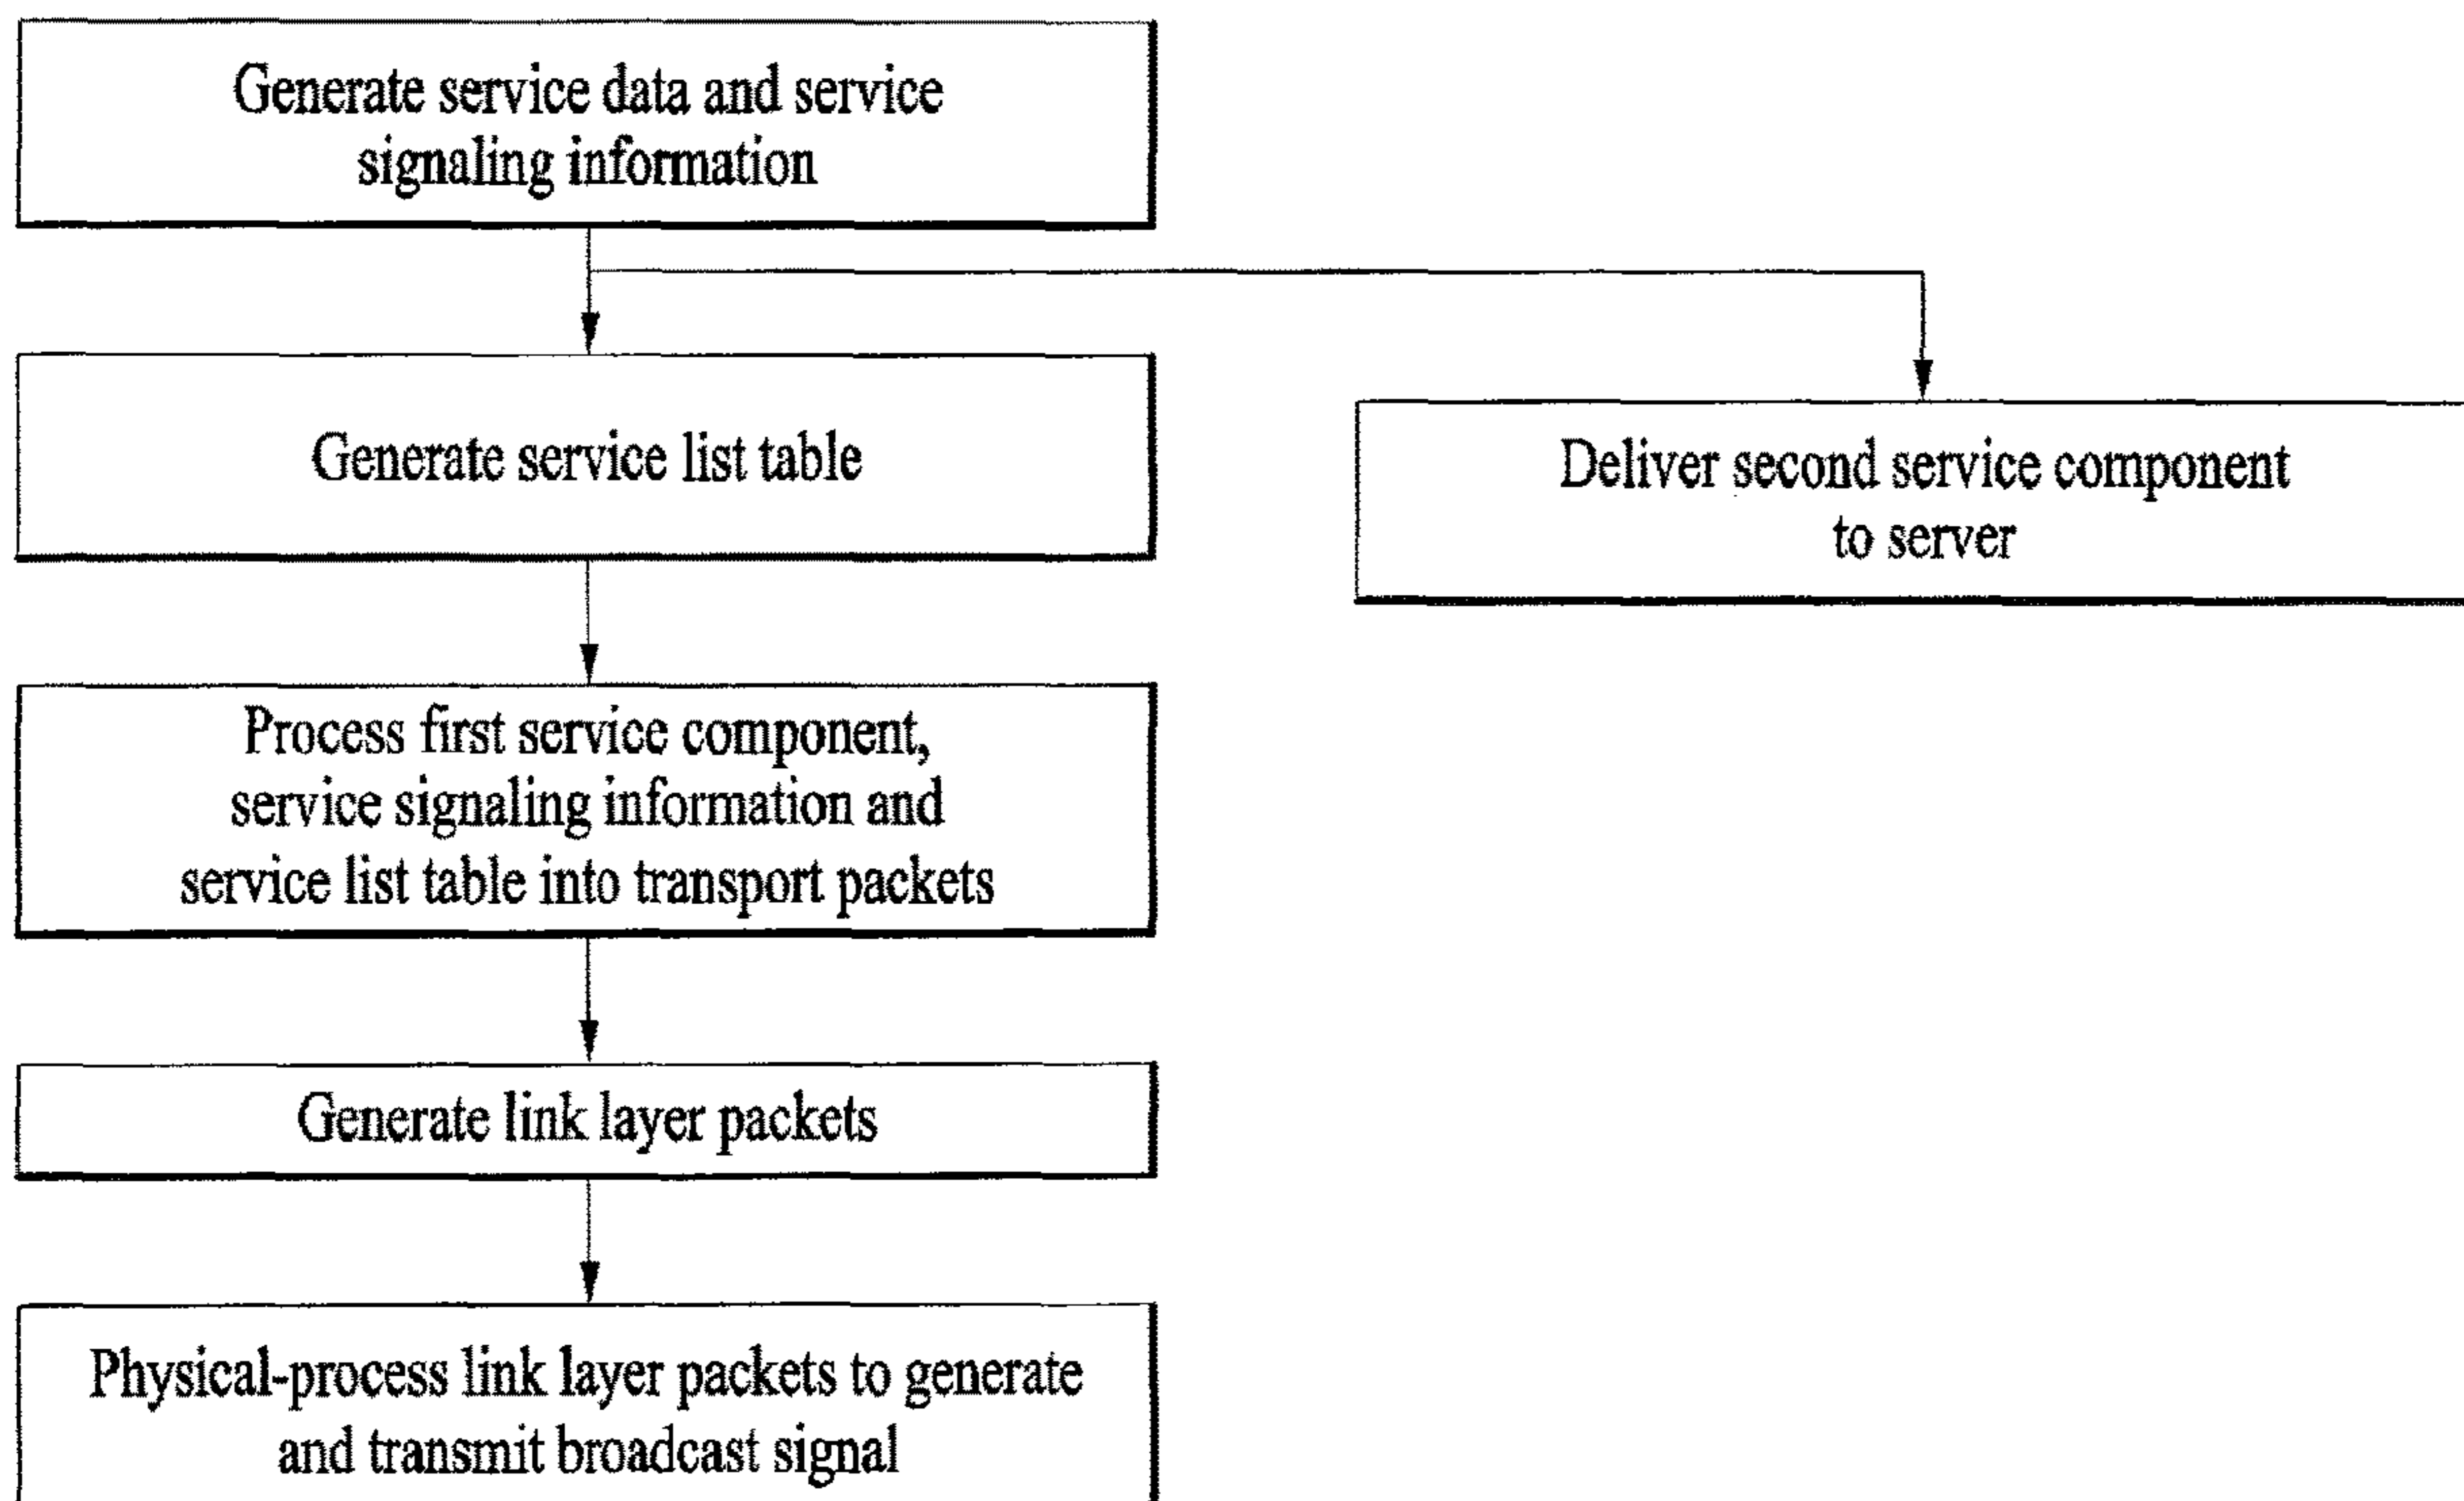 Generate service data and service
signaling information
Generate service list table
Deliver second service component
to server
Process first service component,
service signaling information and
service list table into transport packets
Generate link layer packets
Physical-process link layer packets to generate
and transmit broadcast signal